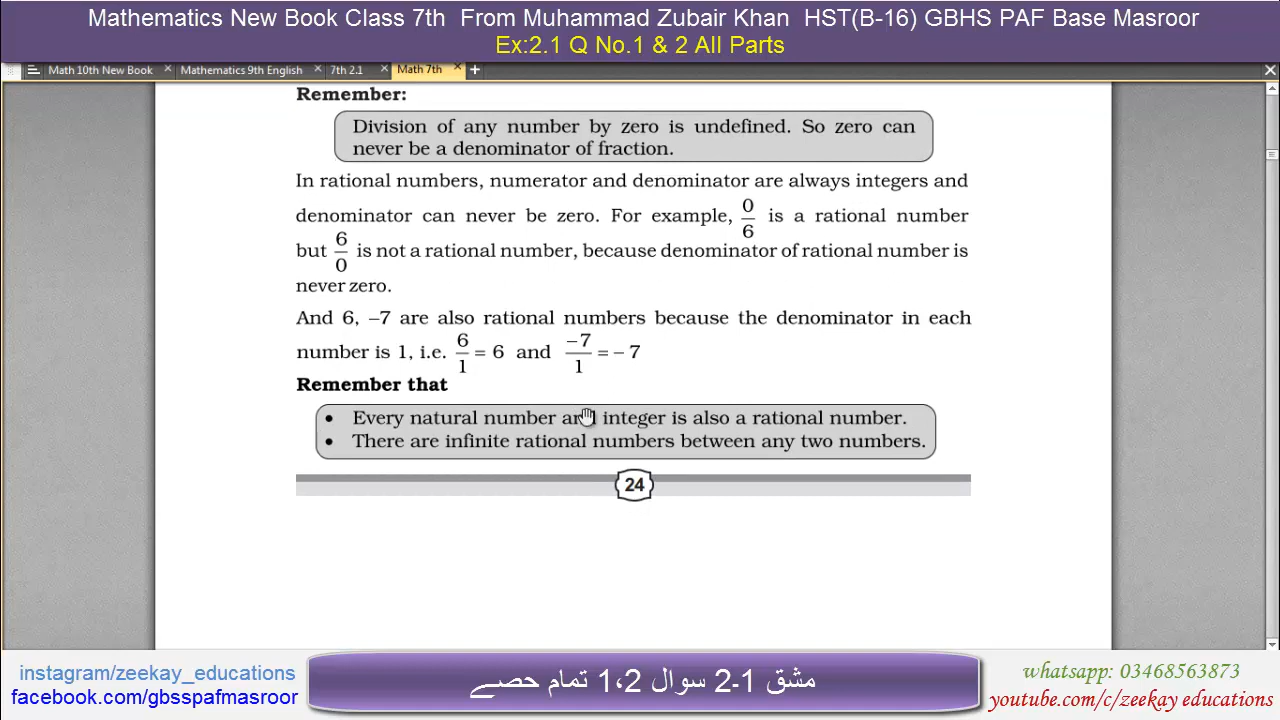 Mathematics New Book Class 7th From Muhammad Zubair Khan HST(B-16) GBHS PAF Base Masroor
Ex:2.1 Q No.1 & 2 All Parts
Math 10th New Book × Mathematics 9th English × 7th 2.1 × Math 7th ×
Remember:
Division of any number by zero is undefined. So zero can
never be a denominator of fraction.
In rational numbers, numerator and denominator are always integers and
denominator can never be zero. For example, 0/6 is a rational number
but 6/0 is not a rational number, because denominator of rational number is
never zero.
And 6, –7 are also rational numbers because the denominator in each
number is 1, i.e. 6/1 = 6 and –7/1 = – 7
Remember that
• Every natural number and integer is also a rational number.
• There are infinite rational numbers between any two numbers.
24
instagram/zeekay_educations
facebook.com/gbsspafmasroor
مشق 1-2 سوال 1،2 تمام حصے
whatsapp: 03468563873
youtube.com/c/zeekay educations